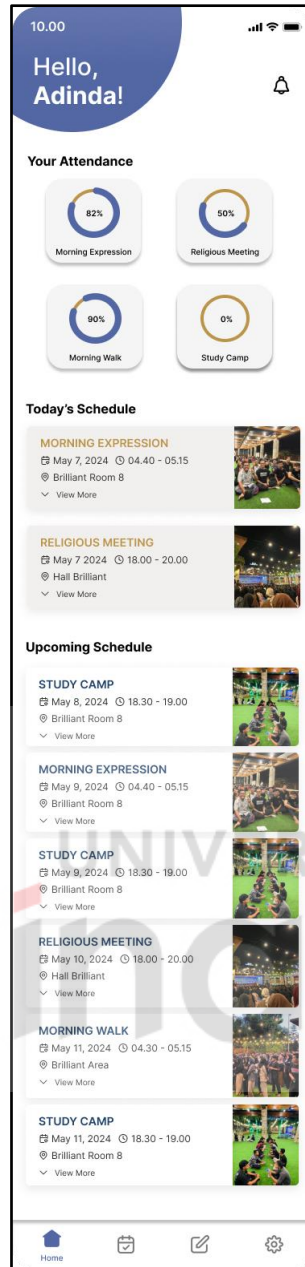 10.00
Hello,
Adinda!
Your Attendance
82%
Morning Expression
50%
Religious Meeting
90%
Morning Walk
0%
Study Camp
Today's Schedule
MORNING EXPRESSION
May 7, 2024 04.40 - 05.15
Brilliant Room 8
View More
RELIGIOUS MEETING
May 7 2024 18.00 - 20.00
Hall Brilliant
View More
Upcoming Schedule
STUDY CAMP
May 8, 2024 18.30 - 19.00
Brilliant Room 8
View More
MORNING EXPRESSION
May 9, 2024 04.40 - 05.15
Brilliant Room 8
View More
STUDY CAMP
May 9, 2024 18.30 - 19.00
Brilliant Room 8
View More
RELIGIOUS MEETING
May 10, 2024 18.00 - 20.00
Hall Brilliant
View More
MORNING WALK
May 11, 2024 04.30 - 05.15
Brilliant Area
View More
STUDY CAMP
May 11, 2024 18.30 - 19.00
Brilliant Room 8
View More
Home